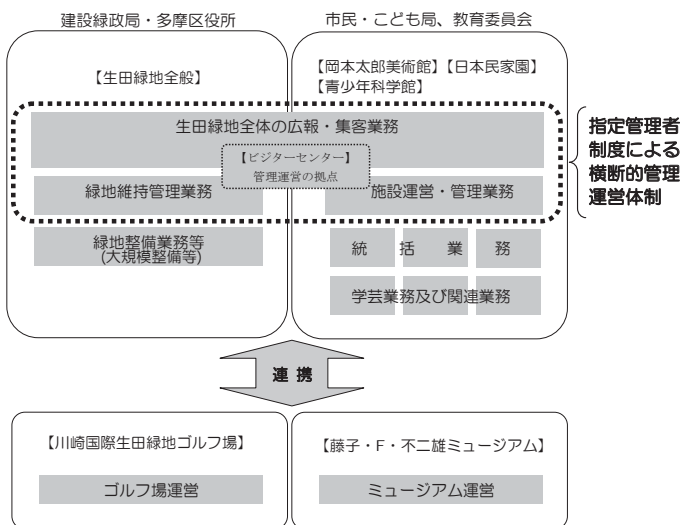 建設緑政局・多摩区役所
市民・こども局、教育委員会
【生田緑地全般】
【岡本太郎美術館】【日本民家園】
【青少年科学館】
生田緑地全体の広報・集客業務
【ビジターセンター】
管理運営の拠点
緑地維持管理業務
施設運営・管理業務
指定管理者
制度による
横断的管理
運営体制
緑地整備業務等
(大規模整備等)
統括業務
学芸業務及び関連業務
連携
【川崎国際生田緑地ゴルフ場】
【藤子・F・不二雄ミュージアム】
ゴルフ場運営
ミュージアム運営